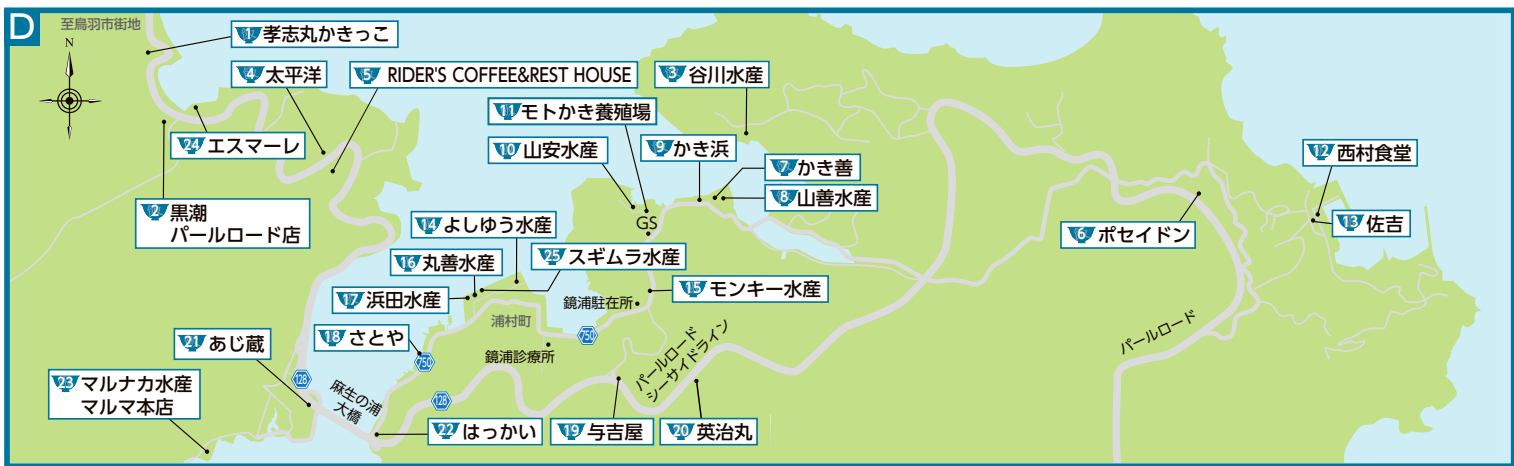 D
至鳥羽市街地
N
1 孝志丸かきっこ
4 太平洋
5 RIDER'S COFFEE&REST HOUSE
3 谷川水産
11 モトかき養殖場
24 エスマーレ
10 山安水産
9 かき浜
7 かき善
8 山善水産
12 西村食堂
13 佐吉
2 黒潮
パールロード店
14 よしゆう水産
GS
6 ポセイドン
16 丸善水産
25 スギムラ水産
17 浜田水産
15 モンキー水産
鏡浦駐在所
浦村町
18 さとや
750
750
鏡浦診療所
パールロード
シーサイドライン
パールロード
21 あじ蔵
128
23 マルナカ水産
マルマ本店
麻生の浦
大橋
128
22 はっかい
19 与吉屋
20 英治丸